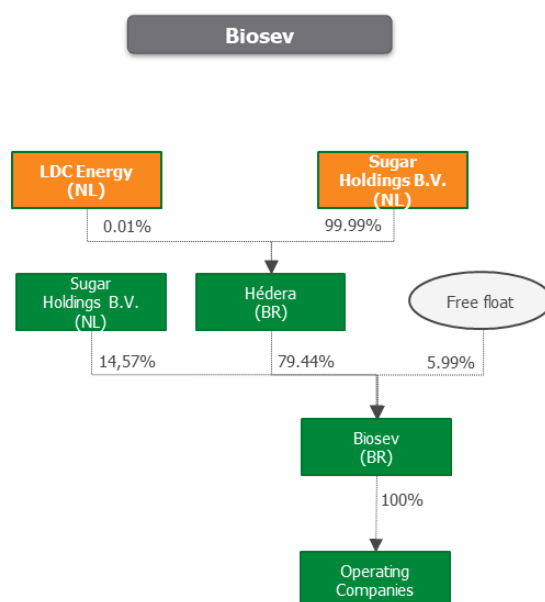 Biosev
LDC Energy
(NL)
Sugar
Holdings B.V.
(NL)
0.01%
99.99%
Sugar
Holdings B.V.
(NL)
Hédera
(BR)
Free float
14,57%
79.44%
5.99%
Biosev
(BR)
100%
Operating
Companies